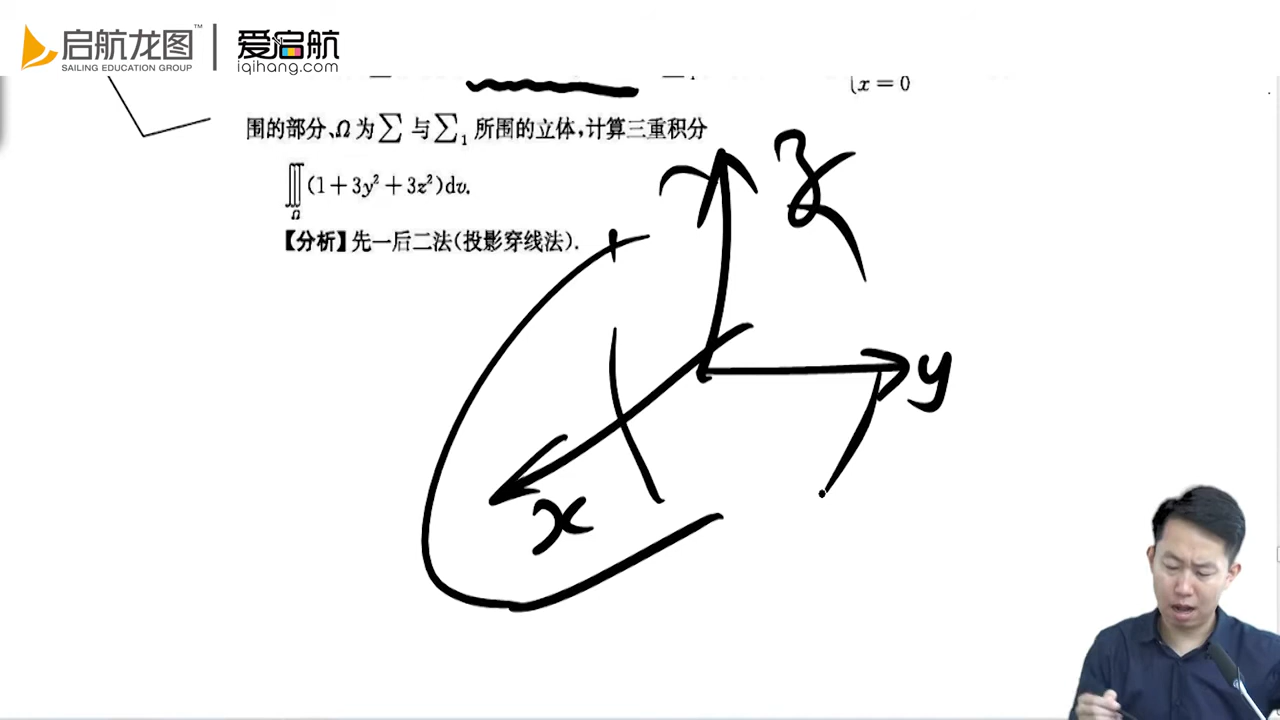 启航龙图™ 爱启航
SAILING EDUCATION GROUP iqihang.com
x=0
围的部分、Ω为∑与∑₁所围的立体,计算三重积分
∭(1+3y²+3z²)dv.
Ω
【分析】先一后二法(投影穿线法).
z
y
x